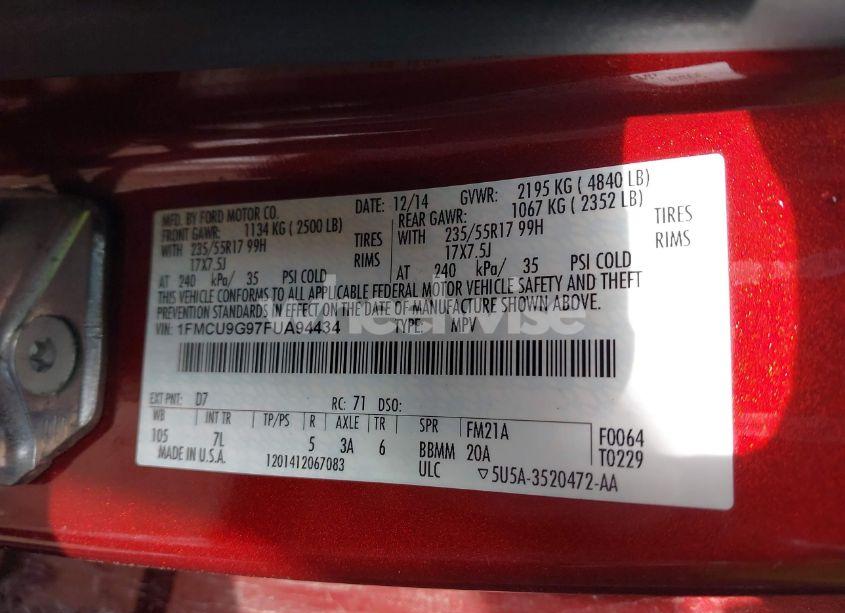 MFD. BY FORD MOTOR CO.
DATE: 12/14 GVWR: 2195 KG ( 4840 LB)
FRONT GAWR: 1134 KG ( 2500 LB)
REAR GAWR: 1067 KG ( 2352 LB)
WITH 235/55R17 99H TIRES
WITH 235/55R17 99H TIRES
17X7.5J RIMS
17X7.5J RIMS
AT 240 kPa/ 35 PSI COLD
AT 240 kPa/ 35 PSI COLD
THIS VEHICLE CONFORMS TO ALL APPLICABLE FEDERAL MOTOR VEHICLE SAFETY AND THEFT
PREVENTION STANDARDS IN EFFECT ON THE DATE OF MANUFACTURE SHOWN ABOVE.
VIN: 1FMCU9G97FUA94434 TYPE: MPV
EXT PNT: D7 RC: 71 DSO:
WB INT TR TP/PS R AXLE TR SPR FM21A F0064
105 7L 5 3A 6 BBMM 20A T0229
MADE IN U.S.A. 1201412067083 ULC ▽5U5A-3520472-AA